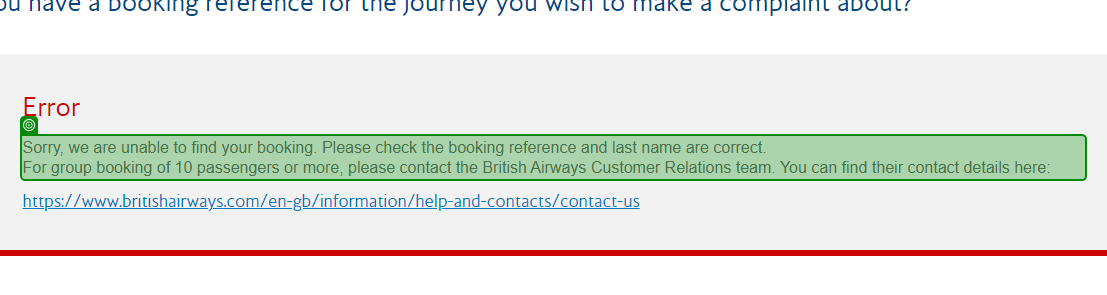 ou have a booking reference for the journey you wish to make a complaint about?
Error
Sorry, we are unable to find your booking. Please check the booking reference and last name are correct.
For group booking of 10 passengers or more, please contact the British Airways Customer Relations team. You can find their contact details here:
https://www.britishairways.com/en-gb/information/help-and-contacts/contact-us